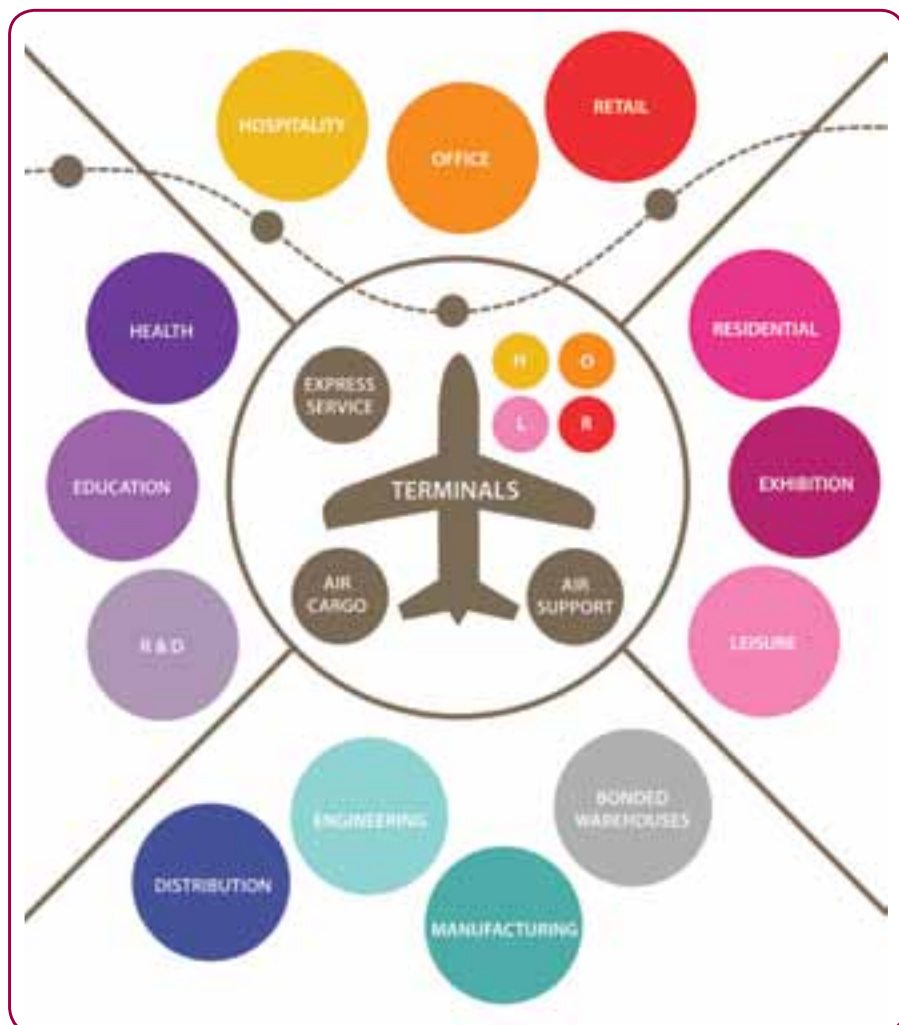 HOSPITALITY
OFFICE
RETAIL
HEALTH
RESIDENTIAL
EXPRESS
SERVICE
H
O
L
R
EDUCATION
TERMINALS
EXHIBITION
AIR
CARGO
AIR
SUPPORT
R & D
LEISURE
ENGINEERING
BONDED
WAREHOUSES
DISTRIBUTION
MANUFACTURING